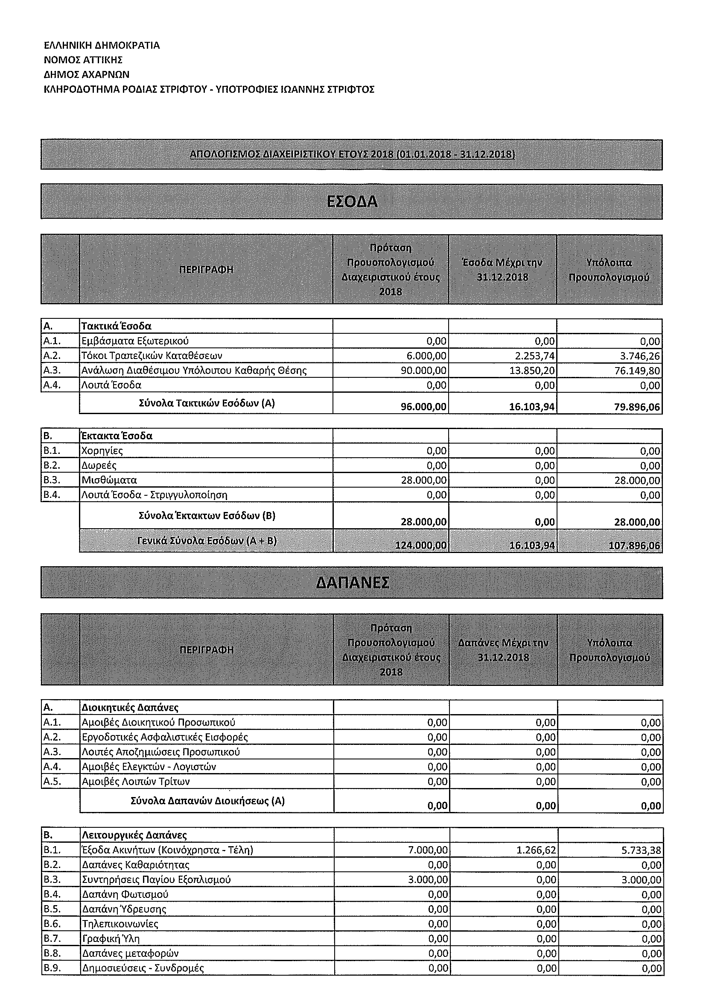 ΕΛΛΗΝΙΚΗ ΔΗΜΟΚΡΑΤΙΑ
ΝΟΜΟΣ ΑΤΤΙΚΗΣ
ΔΗΜΟΣ ΑΧΑΡΝΩΝ
ΚΛΗΡΟΔΟΤΗΜΑ ΡΟΔΙΑΣ ΣΤΡΙΦΤΟΥ - ΥΠΟΤΡΟΦΙΕΣ ΙΩΑΝΝΗΣ ΣΤΡΙΦΤΟΣ
ΑΠΟΛΟΓΙΣΜΟΣ ΔΙΑΧΕΙΡΙΣΤΙΚΟΥ ΕΤΟΥΣ 2018 (01.01.2018 - 31.12.2018)
ΕΣΟΔΑ
ΠΕΡΙΓΡΑΦΗ
Πρόταση
Προυοπολογισμού
Διαχειριστικού έτους
2018
Έσοδα Μέχρι την
31.12.2018
Υπόλοιπα
Προυπολογισμού
Α. Τακτικά Έσοδα
Α.1. Εμβάσματα Εξωτερικού 0,00 0,00 0,00
Α.2. Τόκοι Τραπεζικών Καταθέσεων 6.000,00 2.253,74 3.746,26
Α.3. Ανάλωση Διαθέσιμου Υπόλοιπου Καθαρής Θέσης 90.000,00 13.850,20 76.149,80
Α.4. Λοιπά Έσοδα 0,00 0,00 0,00
Σύνολα Τακτικών Εσόδων (Α) 96.000,00 16.103,94 79.896,06
Β. Έκτακτα Έσοδα
Β.1. Χορηγίες 0,00 0,00 0,00
Β.2. Δωρεές 0,00 0,00 0,00
Β.3. Μισθώματα 28.000,00 0,00 28.000,00
Β.4. Λοιπά Έσοδα - Στριγγυλοποίηση 0,00 0,00 0,00
Σύνολα Έκτακτων Εσόδων (Β) 28.000,00 0,00 28.000,00
Γενικά Σύνολα Εσόδων (Α + Β) 124.000,00 16.103,94 107.896,06
ΔΑΠΑΝΕΣ
ΠΕΡΙΓΡΑΦΗ
Πρόταση
Προυοπολογισμού
Διαχειριστικού έτους
2018
Δαπάνες Μέχρι την
31.12.2018
Υπόλοιπα
Προυπολογισμού
Α. Διοικητικές Δαπάνες
Α.1. Αμοιβές Διοικητικού Προσωπικού 0,00 0,00 0,00
Α.2. Εργοδοτικές Ασφαλιστικές Εισφορές 0,00 0,00 0,00
Α.3. Λοιπές Αποζημιώσεις Προσωπικού 0,00 0,00 0,00
Α.4. Αμοιβές Ελεγκτών - Λογιστών 0,00 0,00 0,00
Α.5. Αμοιβές Λοιπών Τρίτων 0,00 0,00 0,00
Σύνολα Δαπανών Διοικήσεως (Α) 0,00 0,00 0,00
Β. Λειτουργικές Δαπάνες
Β.1. Έξοδα Ακινήτων (Κοινόχρηστα - Τέλη) 7.000,00 1.266,62 5.733,38
Β.2. Δαπάνες Καθαριότητας 0,00 0,00 0,00
Β.3. Συντηρήσεις Παγίου Εξοπλισμού 3.000,00 0,00 3.000,00
Β.4. Δαπάνη Φωτισμού 0,00 0,00 0,00
Β.5. Δαπάνη Ύδρευσης 0,00 0,00 0,00
Β.6. Τηλεπικοινωνίες 0,00 0,00 0,00
Β.7. Γραφική Ύλη 0,00 0,00 0,00
Β.8. Δαπάνες μεταφορών 0,00 0,00 0,00
Β.9. Δημοσιεύσεις - Συνδρομές 0,00 0,00 0,00